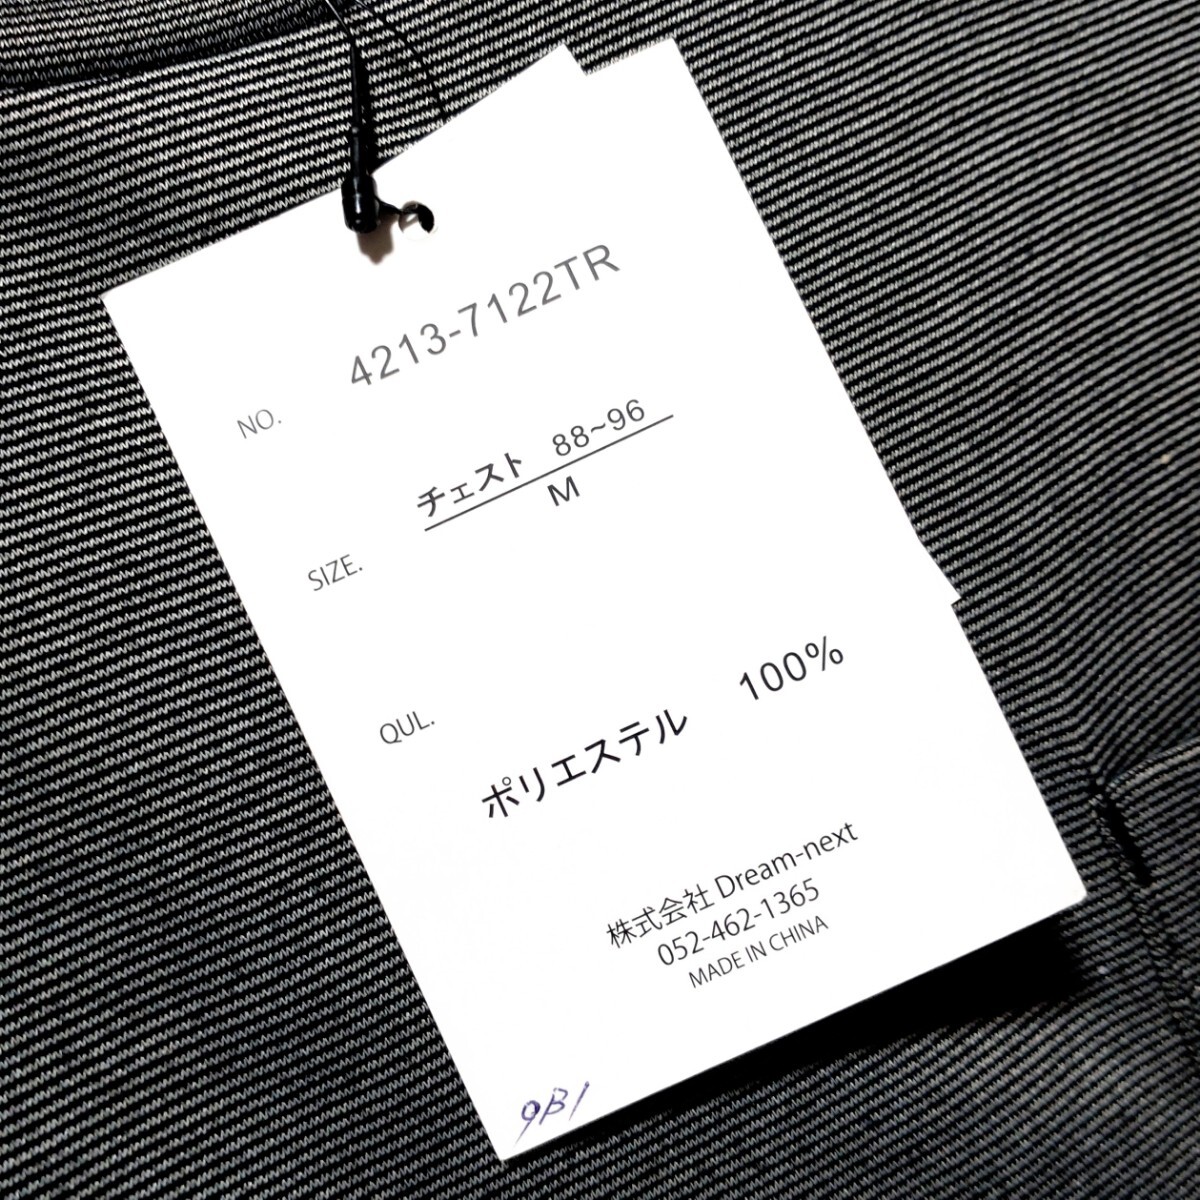 NO. 4213-7122TR
SIZE. チェスト 88~96
M
QUL.
ポリエステル 100%
株式会社 Dream-next
052-462-1365
MADE IN CHINA
9B1